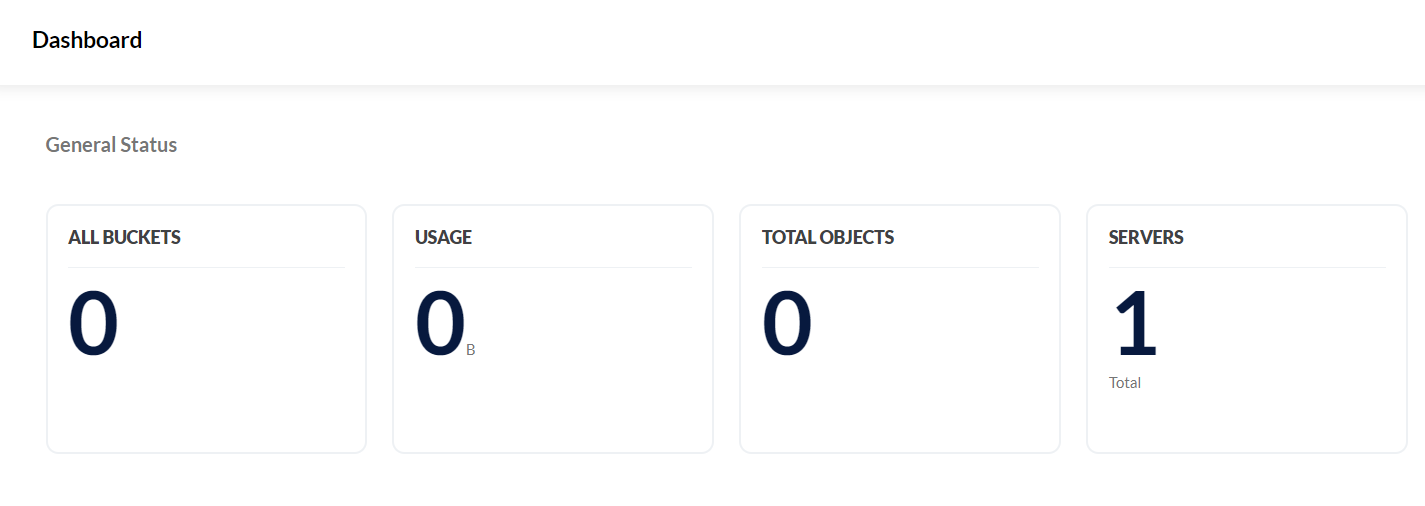 Dashboard
General Status
ALL BUCKETS
0
USAGE
0 B
TOTAL OBJECTS
0
SERVERS
1
Total